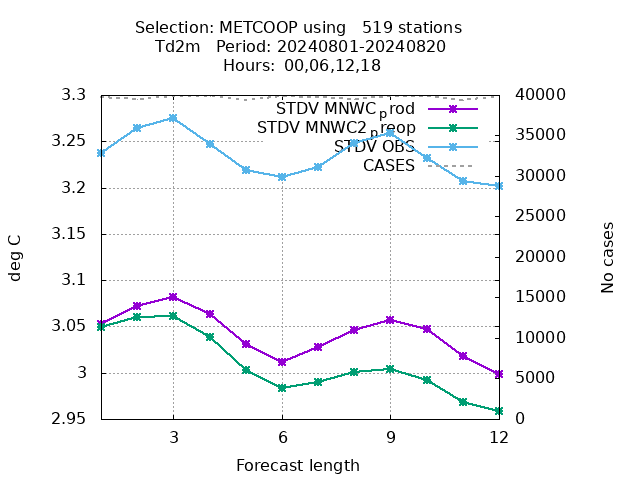 Selection: METCOOP using   519 stations
Td2m   Period: 20240801-20240820
Hours: 00,06,12,18
STDV MNWCprod
STDV MNWC2preop
STDV OBS
CASES
3.3
3.25
3.2
3.15
3.1
3.05
3
2.95
40000
35000
30000
25000
20000
15000
10000
5000
0
deg C
No cases
3 6 9 12
Forecast length